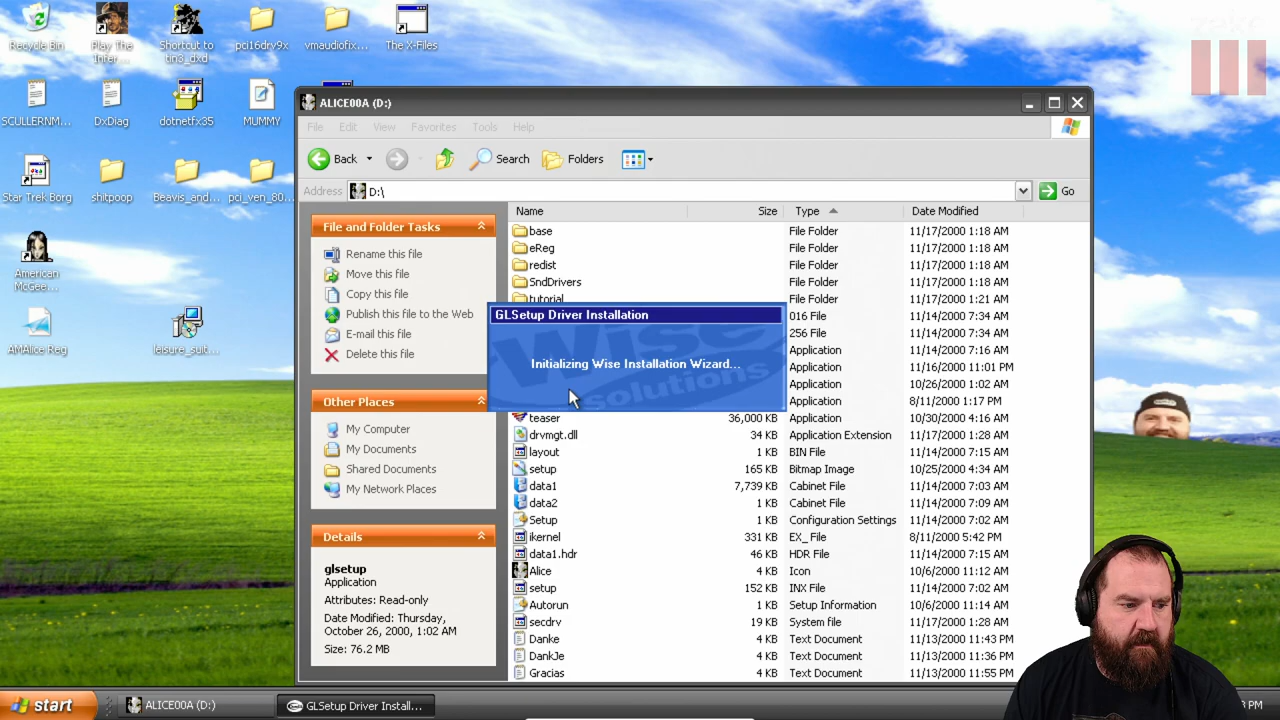 Recycle Bin
Play The Infer...
Shortcut to tin3_dxd
pci16drv9x
vmaudiofix...
The X-Files
SCULLERNM...
DxDiag
dotnetfx35
MUMMY
Star Trek Borg
shitpoop
Beavis_and...
pci_ven_80...
American McGee...
AMAlice Reg
leisure_suit...
ALICE00A (D:)
File Edit View Favorites Tools Help
Back Search Folders
Address D:\ Go
File and Folder Tasks
Rename this file
Move this file
Copy this file
Publish this file to the Web
E-mail this file
Delete this file
Other Places
My Computer
My Documents
Shared Documents
My Network Places
Details
glsetup
Application
Attributes: Read-only
Date Modified: Thursday,
October 26, 2000, 1:02 AM
Size: 76.2 MB
Name Size Type Date Modified
base File Folder 11/17/2000 1:18 AM
eReg File Folder 11/17/2000 1:18 AM
redist File Folder 11/17/2000 1:18 AM
SndDrivers File Folder 11/17/2000 1:18 AM
tutorial File Folder 11/17/2000 1:21 AM
016 File 11/14/2000 7:34 AM
256 File 11/14/2000 7:34 AM
Application 11/14/2000 7:16 AM
Application 11/16/2000 11:01 PM
Application 10/26/2000 1:02 AM
Application 8/11/2000 1:17 PM
teaser 36,000 KB Application 10/30/2000 4:16 AM
drvmgt.dll 34 KB Application Extension 11/17/2000 1:28 AM
layout 1 KB BIN File 11/14/2000 7:15 AM
setup 165 KB Bitmap Image 10/25/2000 4:34 AM
data1 7,739 KB Cabinet File 11/14/2000 7:03 AM
data2 1 KB Cabinet File 11/14/2000 7:09 AM
Setup 1 KB Configuration Settings 11/14/2000 7:02 AM
ikernel 331 KB EX_ File 8/11/2000 5:42 PM
data1.hdr 46 KB HDR File 11/14/2000 7:15 AM
Alice 4 KB Icon 10/6/2000 11:12 AM
setup 152 KB INX File 11/14/2000 7:02 AM
Autorun 1 KB Setup Information 10/6/2000 11:14 AM
secdrv 19 KB System file 11/17/2000 1:28 AM
Danke 4 KB Text Document 11/13/2000 11:43 PM
DankJe 4 KB Text Document 11/13/2000 11:36 PM
Gracias 4 KB Text Document 11/13/2000 11:55 PM
GLSetup Driver Installation
Initializing Wise Installation Wizard...
Wise
solutions
start
ALICE00A (D:)
GLSetup Driver Install...
PM